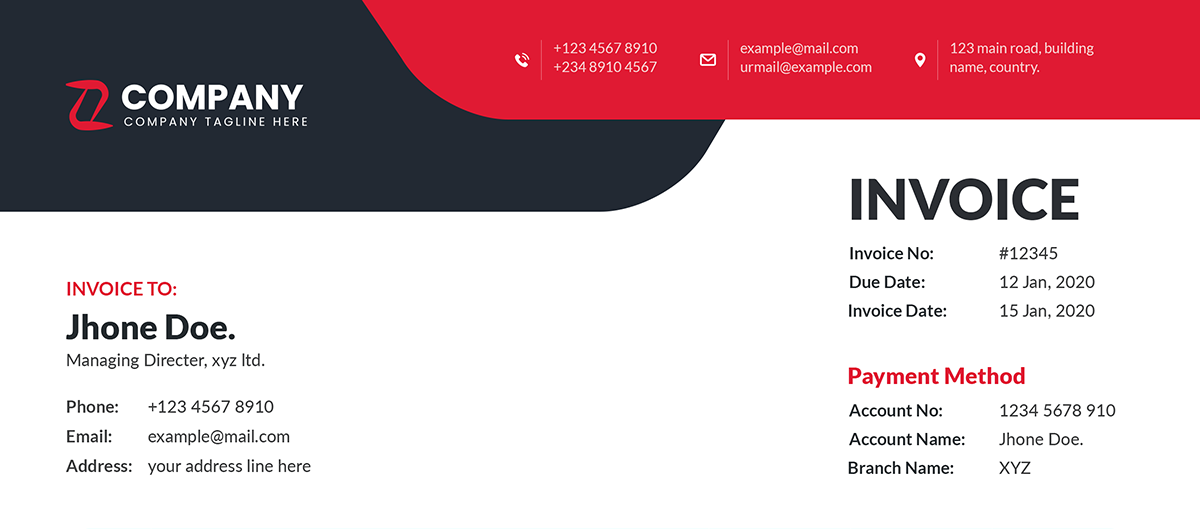 COMPANY
COMPANY TAGLINE HERE
+123 4567 8910
+234 8910 4567
example@mail.com
urmail@example.com
123 main road, building
name, country.
INVOICE
Invoice No: #12345
Due Date: 12 Jan, 2020
Invoice Date: 15 Jan, 2020
INVOICE TO:
Jhone Doe.
Managing Directer, xyz ltd.
Phone: +123 4567 8910
Email: example@mail.com
Address: your address line here
Payment Method
Account No: 1234 5678 910
Account Name: Jhone Doe.
Branch Name: XYZ